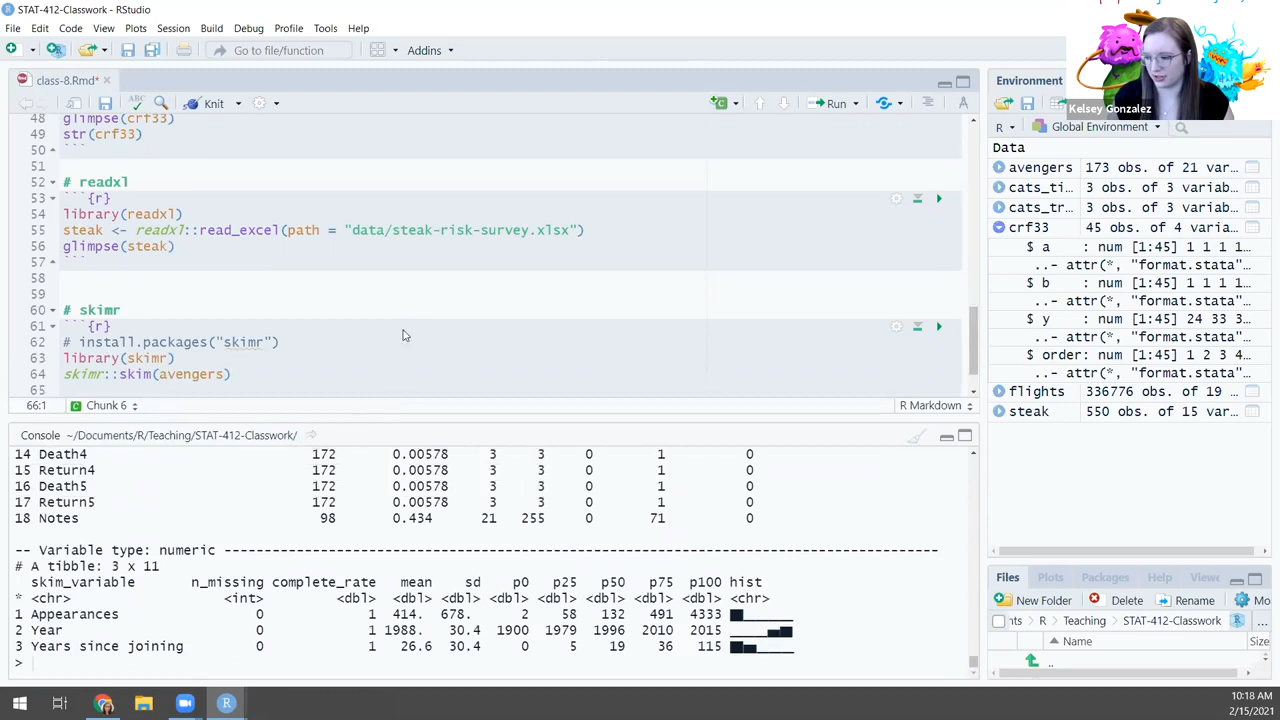 STAT-412-Classwork - RStudio
File Edit Code View Plots Session Build Debug Profile Tools Help
Go to file/function Addins
class-8.Rmd*
Knit Run
48 glimpse(crf33)
49 str(crf33)
50 ```
51
52 # readxl
53 ```{r}
54 library(readxl)
55 steak <- readxl::read_excel(path = "data/steak-risk-survey.xlsx")
56 glimpse(steak)
57 ```
58
59
60 # skimr
61 ```{r}
62 # install.packages("skimr")
63 library(skimr)
64 skimr::skim(avengers)
65
66:1 Chunk 6 R Markdown
Console ~/Documents/R/Teaching/STAT-412-Classwork/
14 Death4 172 0.00578 3 3 0 1 0
15 Return4 172 0.00578 3 3 0 1 0
16 Death5 172 0.00578 3 3 0 1 0
17 Return5 172 0.00578 3 3 0 1 0
18 Notes 98 0.434 21 255 0 71 0
-- Variable type: numeric -----------------------------------------------------------------------------------------
# A tibble: 3 x 11
skim_variable n_missing complete_rate mean sd p0 p25 p50 p75 p100 hist
* <chr> <int> <dbl> <dbl> <dbl> <dbl> <dbl> <dbl> <dbl> <dbl> <chr>
1 Appearances 0 1 414. 678. 2 58 132 491 4333
2 Year 0 1 1988. 30.4 1900 1979 1996 2010 2015
3 Years since joining 0 1 26.6 30.4 0 5 19 36 115
>
Kelsey Gonzalez
Environment
R Global Environment
Data
avengers 173 obs. of 21 var…
cats_ti… 3 obs. of 3 variab…
cats_tr… 3 obs. of 3 variab…
crf33 45 obs. of 4 varia…
$ a : num [1:45] 1 1 1 1…
..- attr(*, "format.stata"…
$ b : num [1:45] 1 1 1 1…
..- attr(*, "format.stata"…
$ y : num [1:45] 24 33 3…
..- attr(*, "format.stata"…
$ order: num [1:45] 1 2 3 4…
..- attr(*, "format.stata"…
flights 336776 obs. of 19 …
steak 550 obs. of 15 var…
Files Plots Packages Help Viewe
New Folder Delete Rename Mo
nts R Teaching STAT-412-Classwork ...
Name Size
..
10:18 AM
2/15/2021